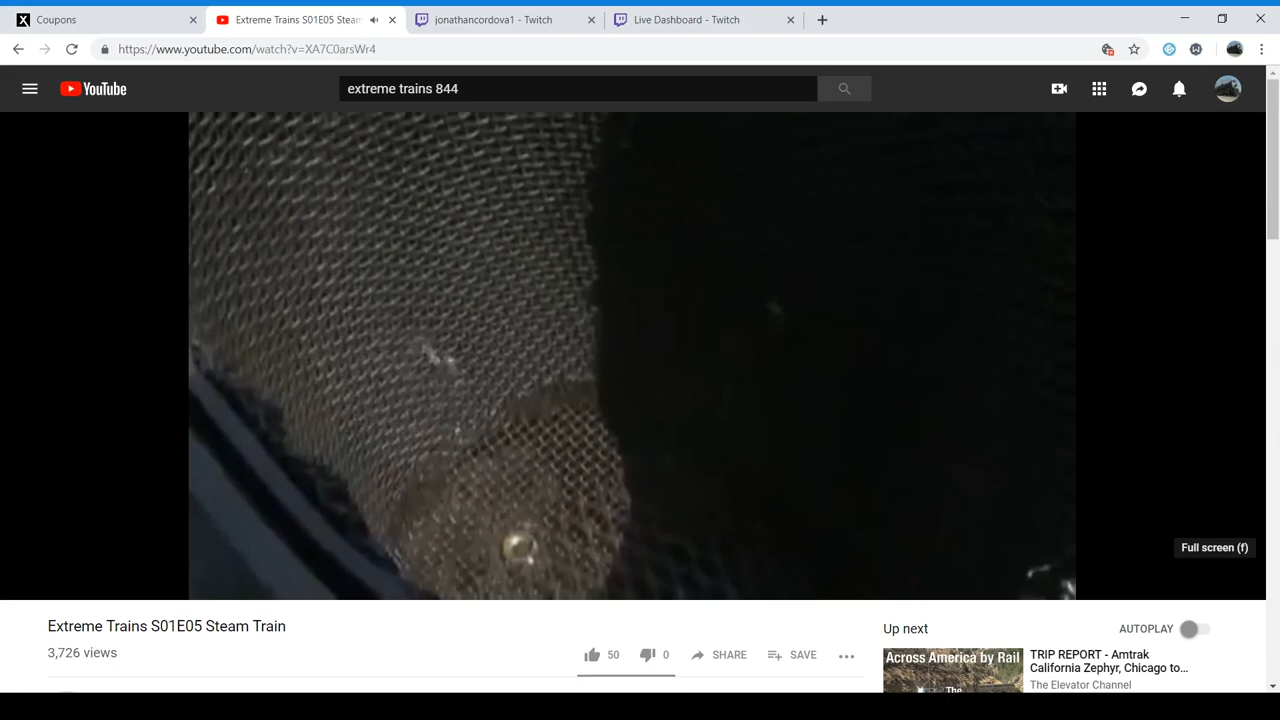 Coupons
Extreme Trains S01E05 Steam
jonathancordova1 - Twitch
Live Dashboard - Twitch
https://www.youtube.com/watch?v=XA7C0arsWr4
YouTube
extreme trains 844
Full screen (f)
Extreme Trains S01E05 Steam Train
3,726 views
50
0
SHARE
SAVE
Up next
AUTOPLAY
Across America by Rail
The
TRIP REPORT - Amtrak
California Zephyr, Chicago to...
The Elevator Channel